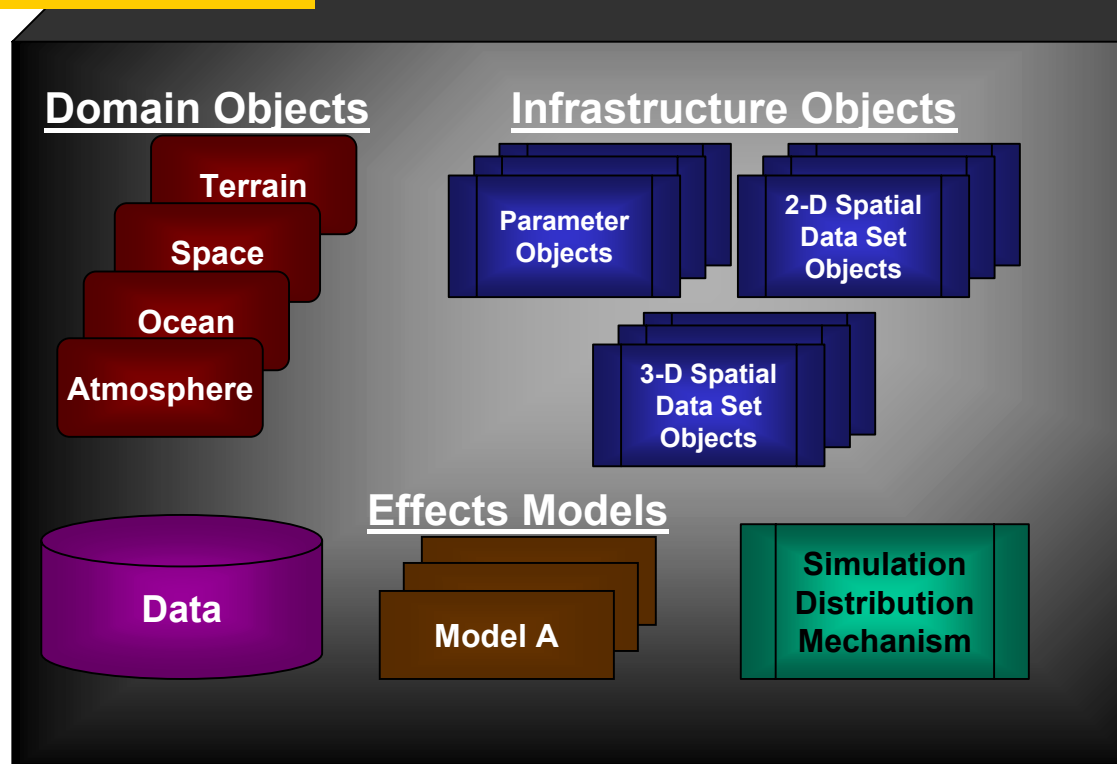 Domain Objects
Terrain
Space
Ocean
Atmosphere
Infrastructure Objects
Parameter
Objects
2-D Spatial
Data Set
Objects
3-D Spatial
Data Set
Objects
Data
Effects Models
Model A
Simulation
Distribution
Mechanism